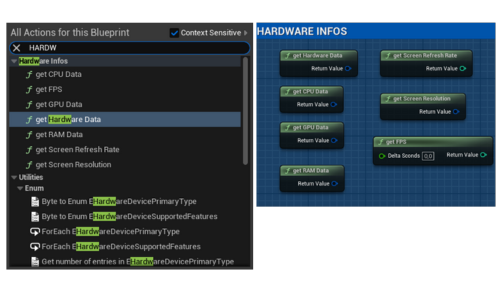 All Actions for this Blueprint
Context Sensitive
HARDW
Hardware Infos
f get CPU Data
f get FPS
f get GPU Data
f get Hardware Data
f get RAM Data
f get Screen Refresh Rate
f get Screen Resolution
Utilities
Enum
Byte to Enum EHardwareDevicePrimaryType
Byte to Enum EHardwareDeviceSupportedFeatures
ForEach EHardwareDevicePrimaryType
ForEach EHardwareDeviceSupportedFeatures
Get number of entries in EHardwareDevicePrimaryType
HARDWARE INFOS
f get Hardware Data
Return Value
f get Screen Refresh Rate
Return Value
f get CPU Data
Return Value
f get Screen Resolution
Return Value
f get GPU Data
Return Value
f get FPS
Delta Sconds 0,0 Return Value
f get RAM Data
Return Value